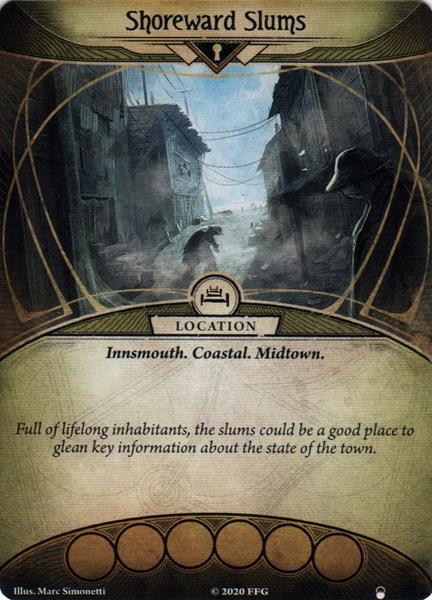 Shoreward Slums
LOCATION
Innsmouth. Coastal. Midtown.
Full of lifelong inhabitants, the slums could be a good place to
glean key information about the state of the town.
Illus. Marc Simonetti
© 2020 FFG